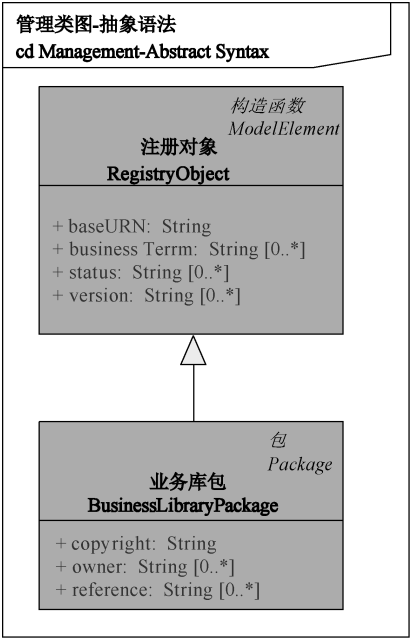 管理类图-抽象语法
cd Management-Abstract Syntax
构造函数
ModelElement
注册对象
RegistryObject
+ baseURN: String
+ business Terrm: String [0..*]
+ status: String [0..*]
+ version: String [0..*]
包
Package
业务库包
BusinessLibraryPackage
+ copyright: String
+ owner: String [0..*]
+ reference: String [0..*]